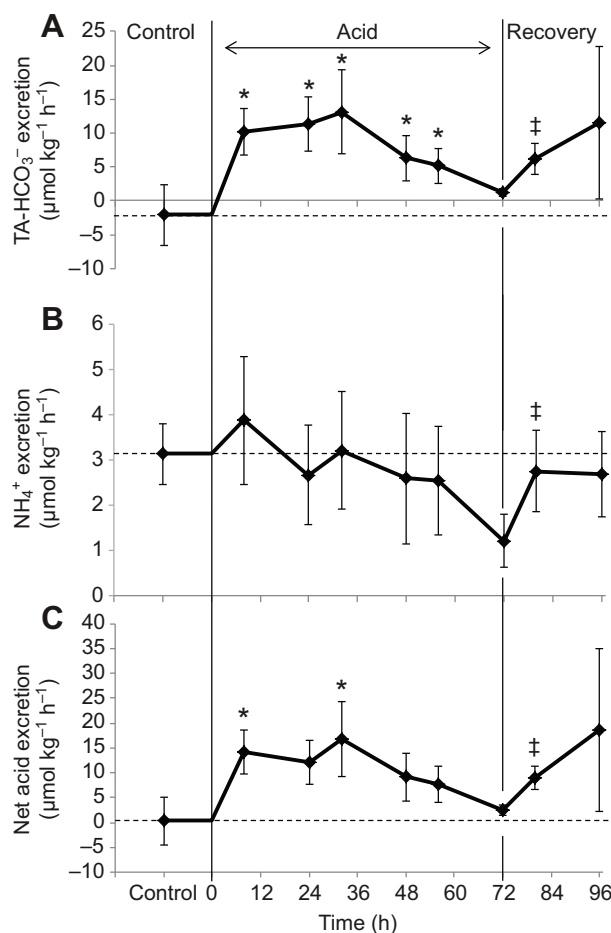 A
Control
Acid
Recovery
TA-HCO₃⁻ excretion
(µmol kg⁻¹ h⁻¹)
25
20
15
10
5
0
–5
–10
* * * * * ‡
B
NH₄⁺ excretion
(µmol kg⁻¹ h⁻¹)
6
5
4
3
2
1
0
‡
C
Net acid excretion
(µmol kg⁻¹ h⁻¹)
40
35
30
25
20
15
10
5
0
–5
–10
* * ‡
Control 0 12 24 36 48 60 72 84 96
Time (h)